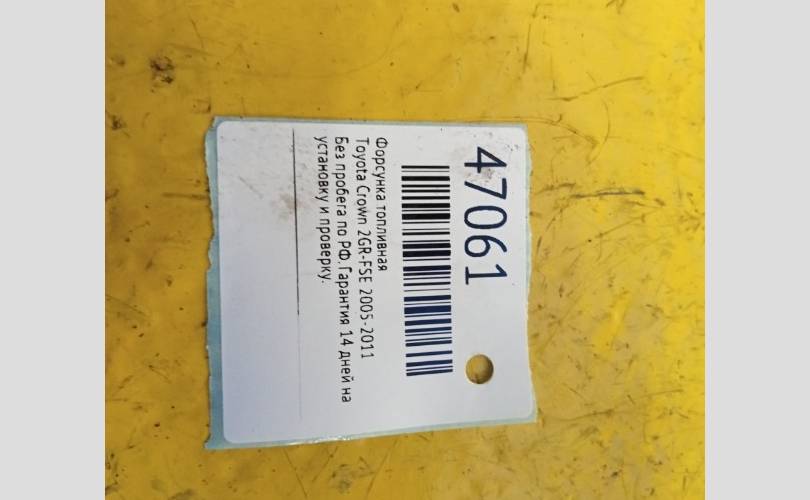 47061
Форсунка топливная
Toyota Crown 2GR-FSE 2005-2011
Без пробега по РФ. Гарантия 14 дней на
установку и проверку.